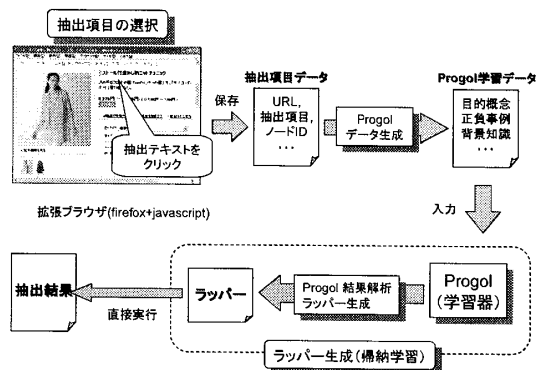 抽出項目の選択
抽出テキストを
クリック
拡張ブラウザ(firefox+javascript)
保存
抽出項目データ
URL,
抽出項目,
ノードID
・・・
Progol
データ生成
Progol学習データ
目的概念
正負事例
背景知識
・・・
入力
Progol
(学習器)
Progol 結果解析
ラッパー生成
ラッパー
直接実行
抽出結果
ラッパー生成(帰納学習)